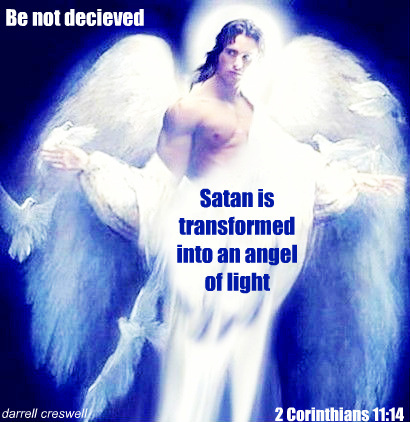 Be not decieved
Satan is
transformed
into an angel
of light
darrell creswell
2 Corinthians 11:14